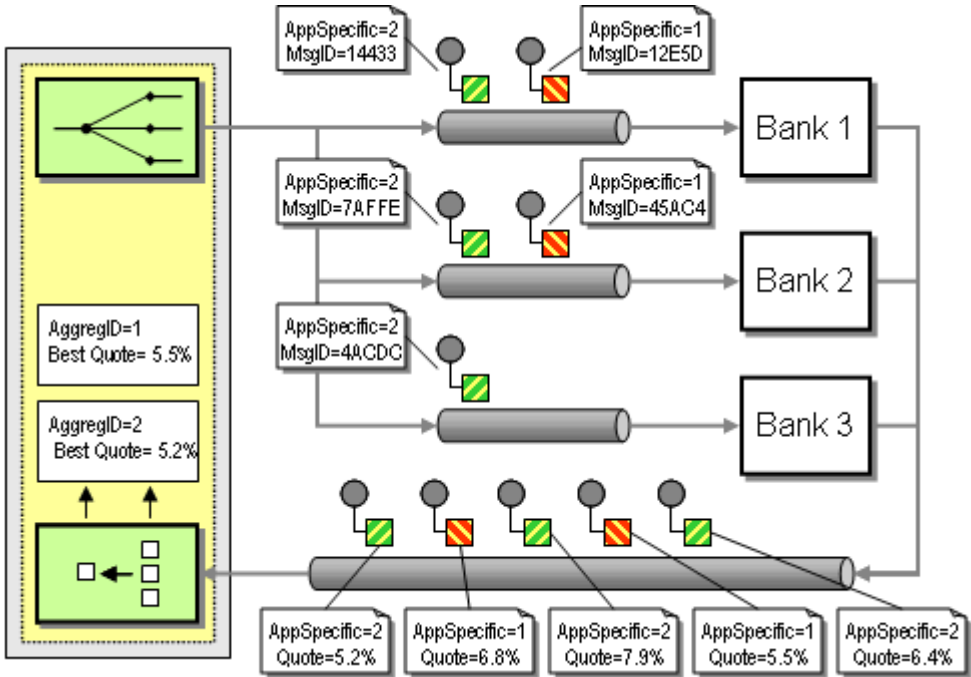 AppSpecific=2
MsgID=14433
AppSpecific=1
MsgID=12E5D
Bank 1
AppSpecific=2
MsgID=7AFFE
AppSpecific=1
MsgID=45AC4
Bank 2
AggregID=1
Best Quote= 5.5%
AppSpecific=2
MsgID=4ACDC
Bank 3
AggregID=2
Best Quote= 5.2%
AppSpecific=2
Quote=5.2%
AppSpecific=1
Quote=6.8%
AppSpecific=2
Quote=7.9%
AppSpecific=1
Quote=5.5%
AppSpecific=2
Quote=6.4%